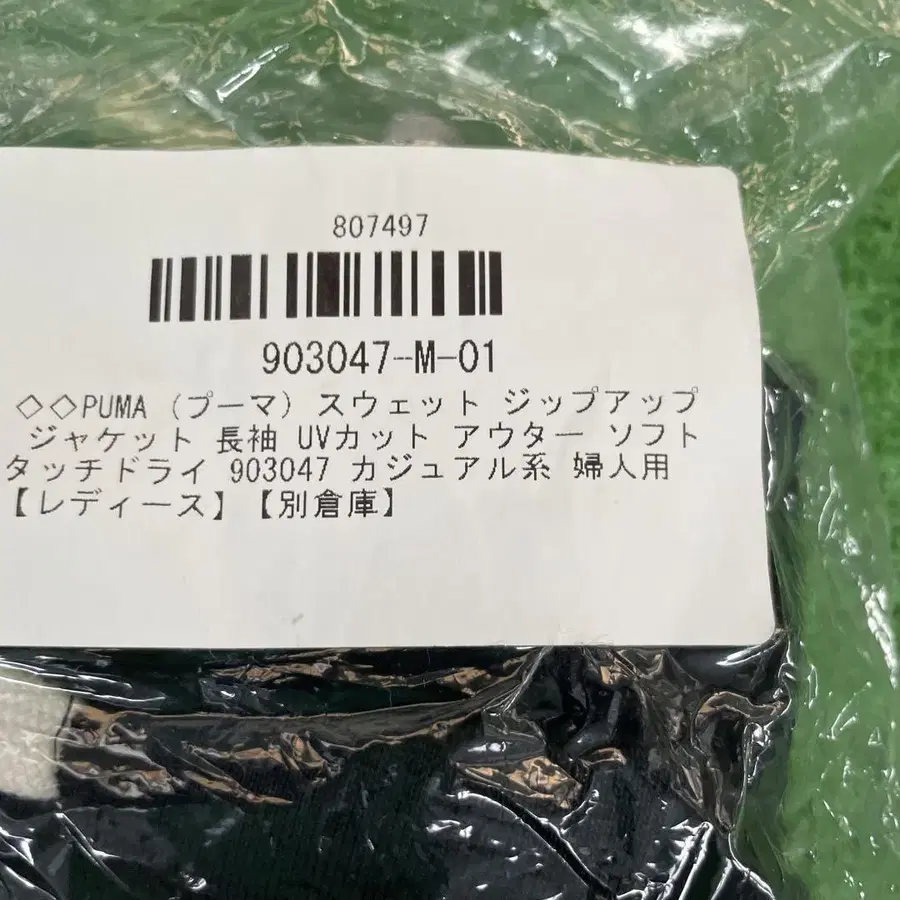 807497
903047-M-01
◇◇PUMA (プーマ) スウェット ジップアップ
ジャケット 長袖 UVカット アウター ソフト
タッチドライ 903047 カジュアル系 婦人用
【レディース】【別倉庫】